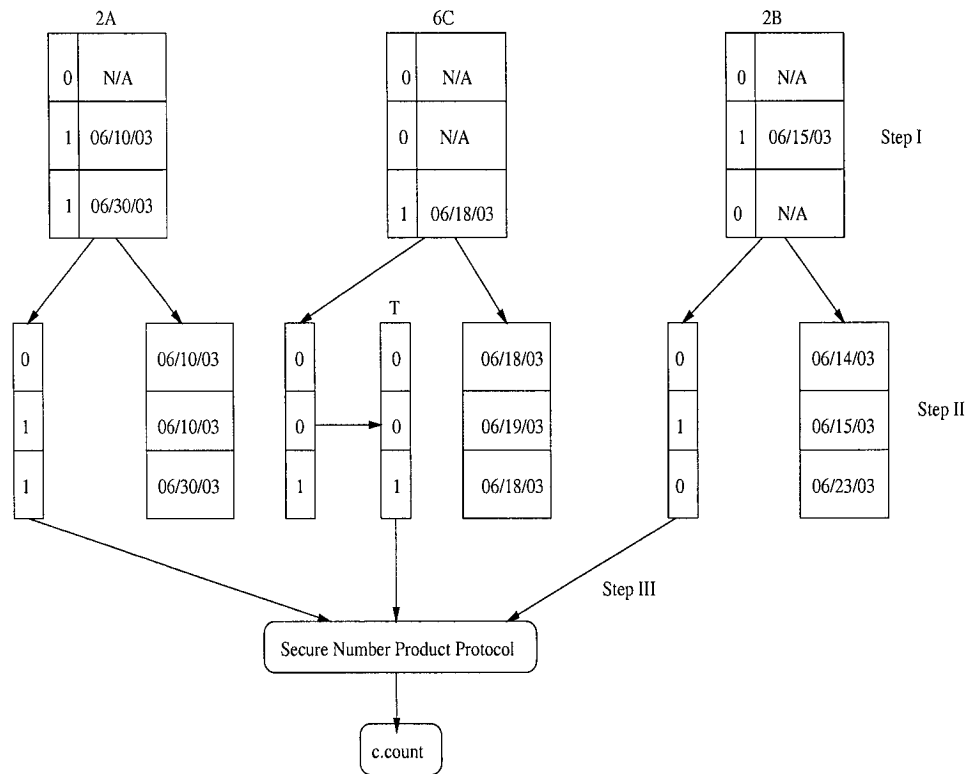 2A 6C 2B
0 N/A 0 N/A 0 N/A
1 06/10/03 0 N/A 1 06/15/03 Step I
1 06/30/03 1 06/18/03 0 N/A
T
0 06/10/03 0 0 06/18/03 0 06/14/03
1 06/10/03 0 0 06/19/03 1 06/15/03 Step II
1 06/30/03 1 1 06/18/03 0 06/23/03
Step III
Secure Number Product Protocol
c.count